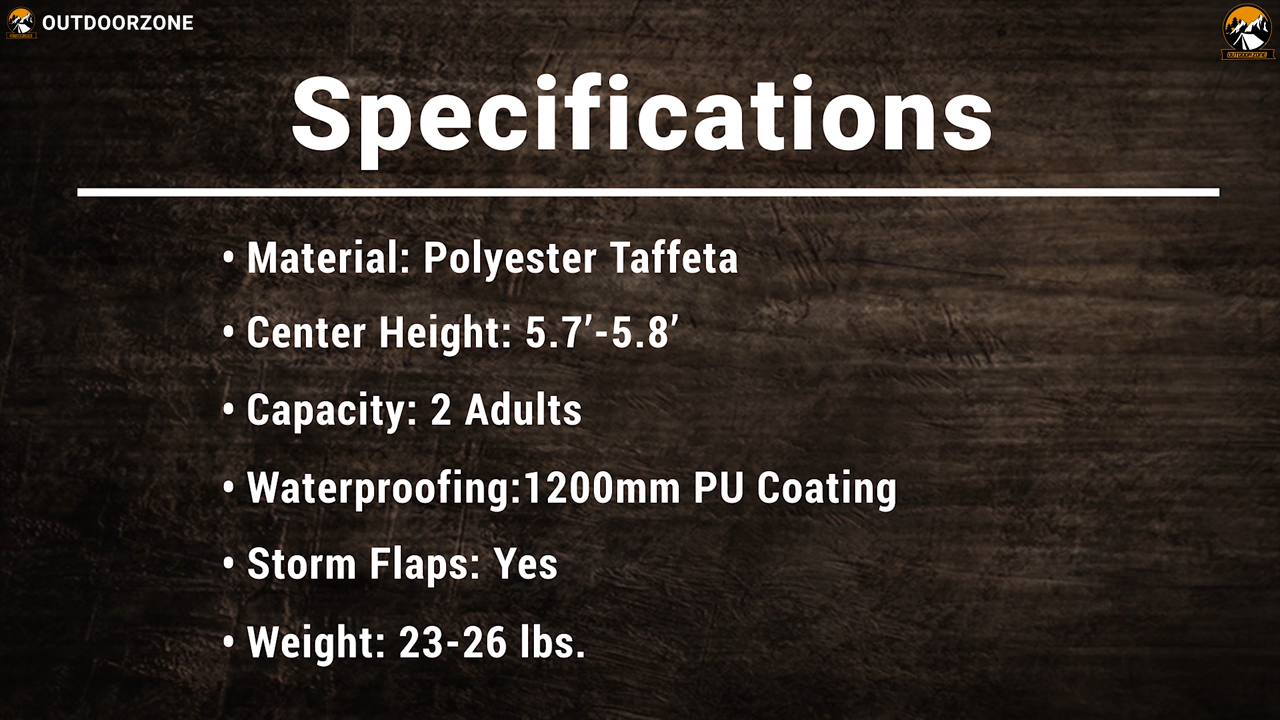 OUTDOORZONE
OUTDOORZONE
Specifications
• Material: Polyester Taffeta
• Center Height: 5.7’-5.8’
• Capacity: 2 Adults
• Waterproofing:1200mm PU Coating
• Storm Flaps: Yes
• Weight: 23-26 lbs.